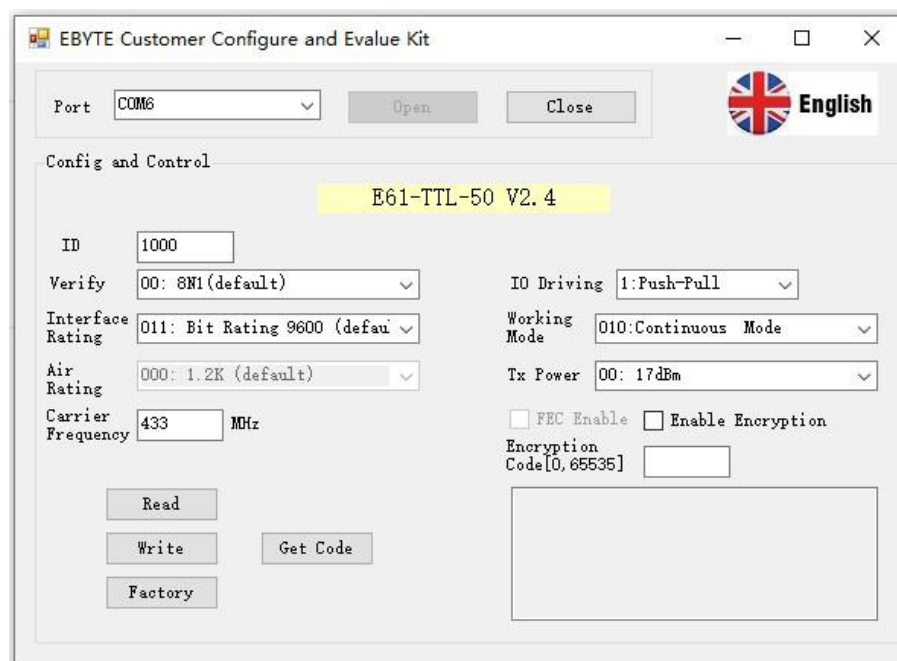 EBYTE Customer Configure and Evalue Kit
Port COM6 Open Close English
Config and Control
E61-TTL-50 V2.4
ID 1000
Verify 00: 8N1(default) IO Driving 1:Push-Pull
Interface Rating 011: Bit Rating 9600 (defau Working Mode 010:Continuous Mode
Air Rating 000: 1.2K (default) Tx Power 00: 17dBm
Carrier Frequency 433 MHz FEC Enable Enable Encryption
Encryption Code[0,65535]
Read
Write Get Code
Factory